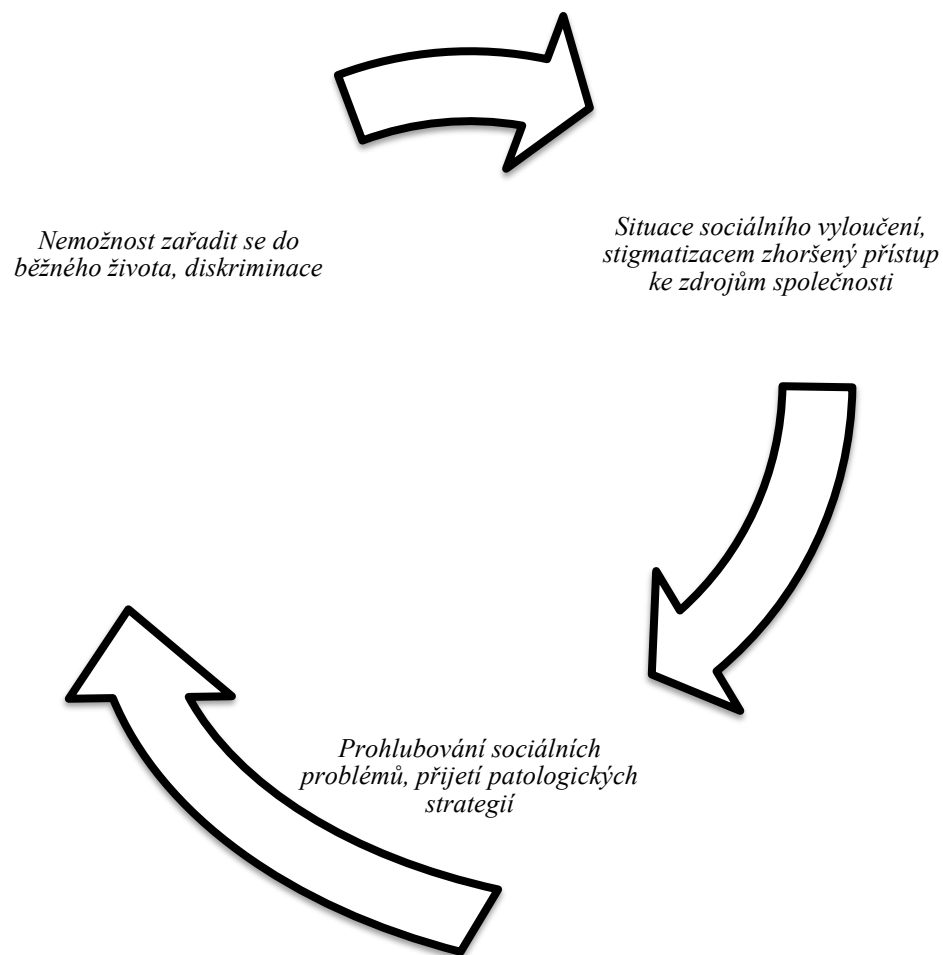 Nemožnost zařadit se do
běžného života, diskriminace
Situace sociálního vyloučení,
stigmatizacem zhoršený přístup
ke zdrojům společnosti
Prohlubování sociálních
problémů, přijetí patologických
strategií